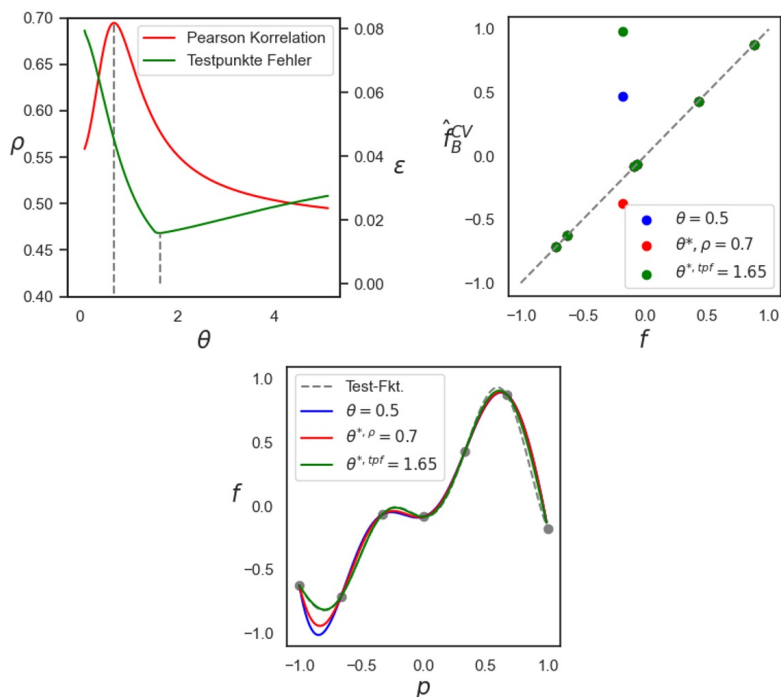 0.70
0.65
0.60
0.55
0.50
0.45
0.40
ρ
0 2 4
θ
Pearson Korrelation
Testpunkte Fehler
0.08
0.06
0.04
0.02
0.00
ε
1.0
0.5
0.0
−0.5
−1.0
f̂_B^{CV}
θ = 0.5
θ*, ρ = 0.7
θ^{*, tpf} = 1.65
−1.0 −0.5 0.0 0.5 1.0
f
1.0
0.5
0.0
−0.5
−1.0
f
Test-Fkt.
θ = 0.5
θ^{*, ρ} = 0.7
θ^{*, tpf} = 1.65
−1.0 −0.5 0.0 0.5 1.0
p